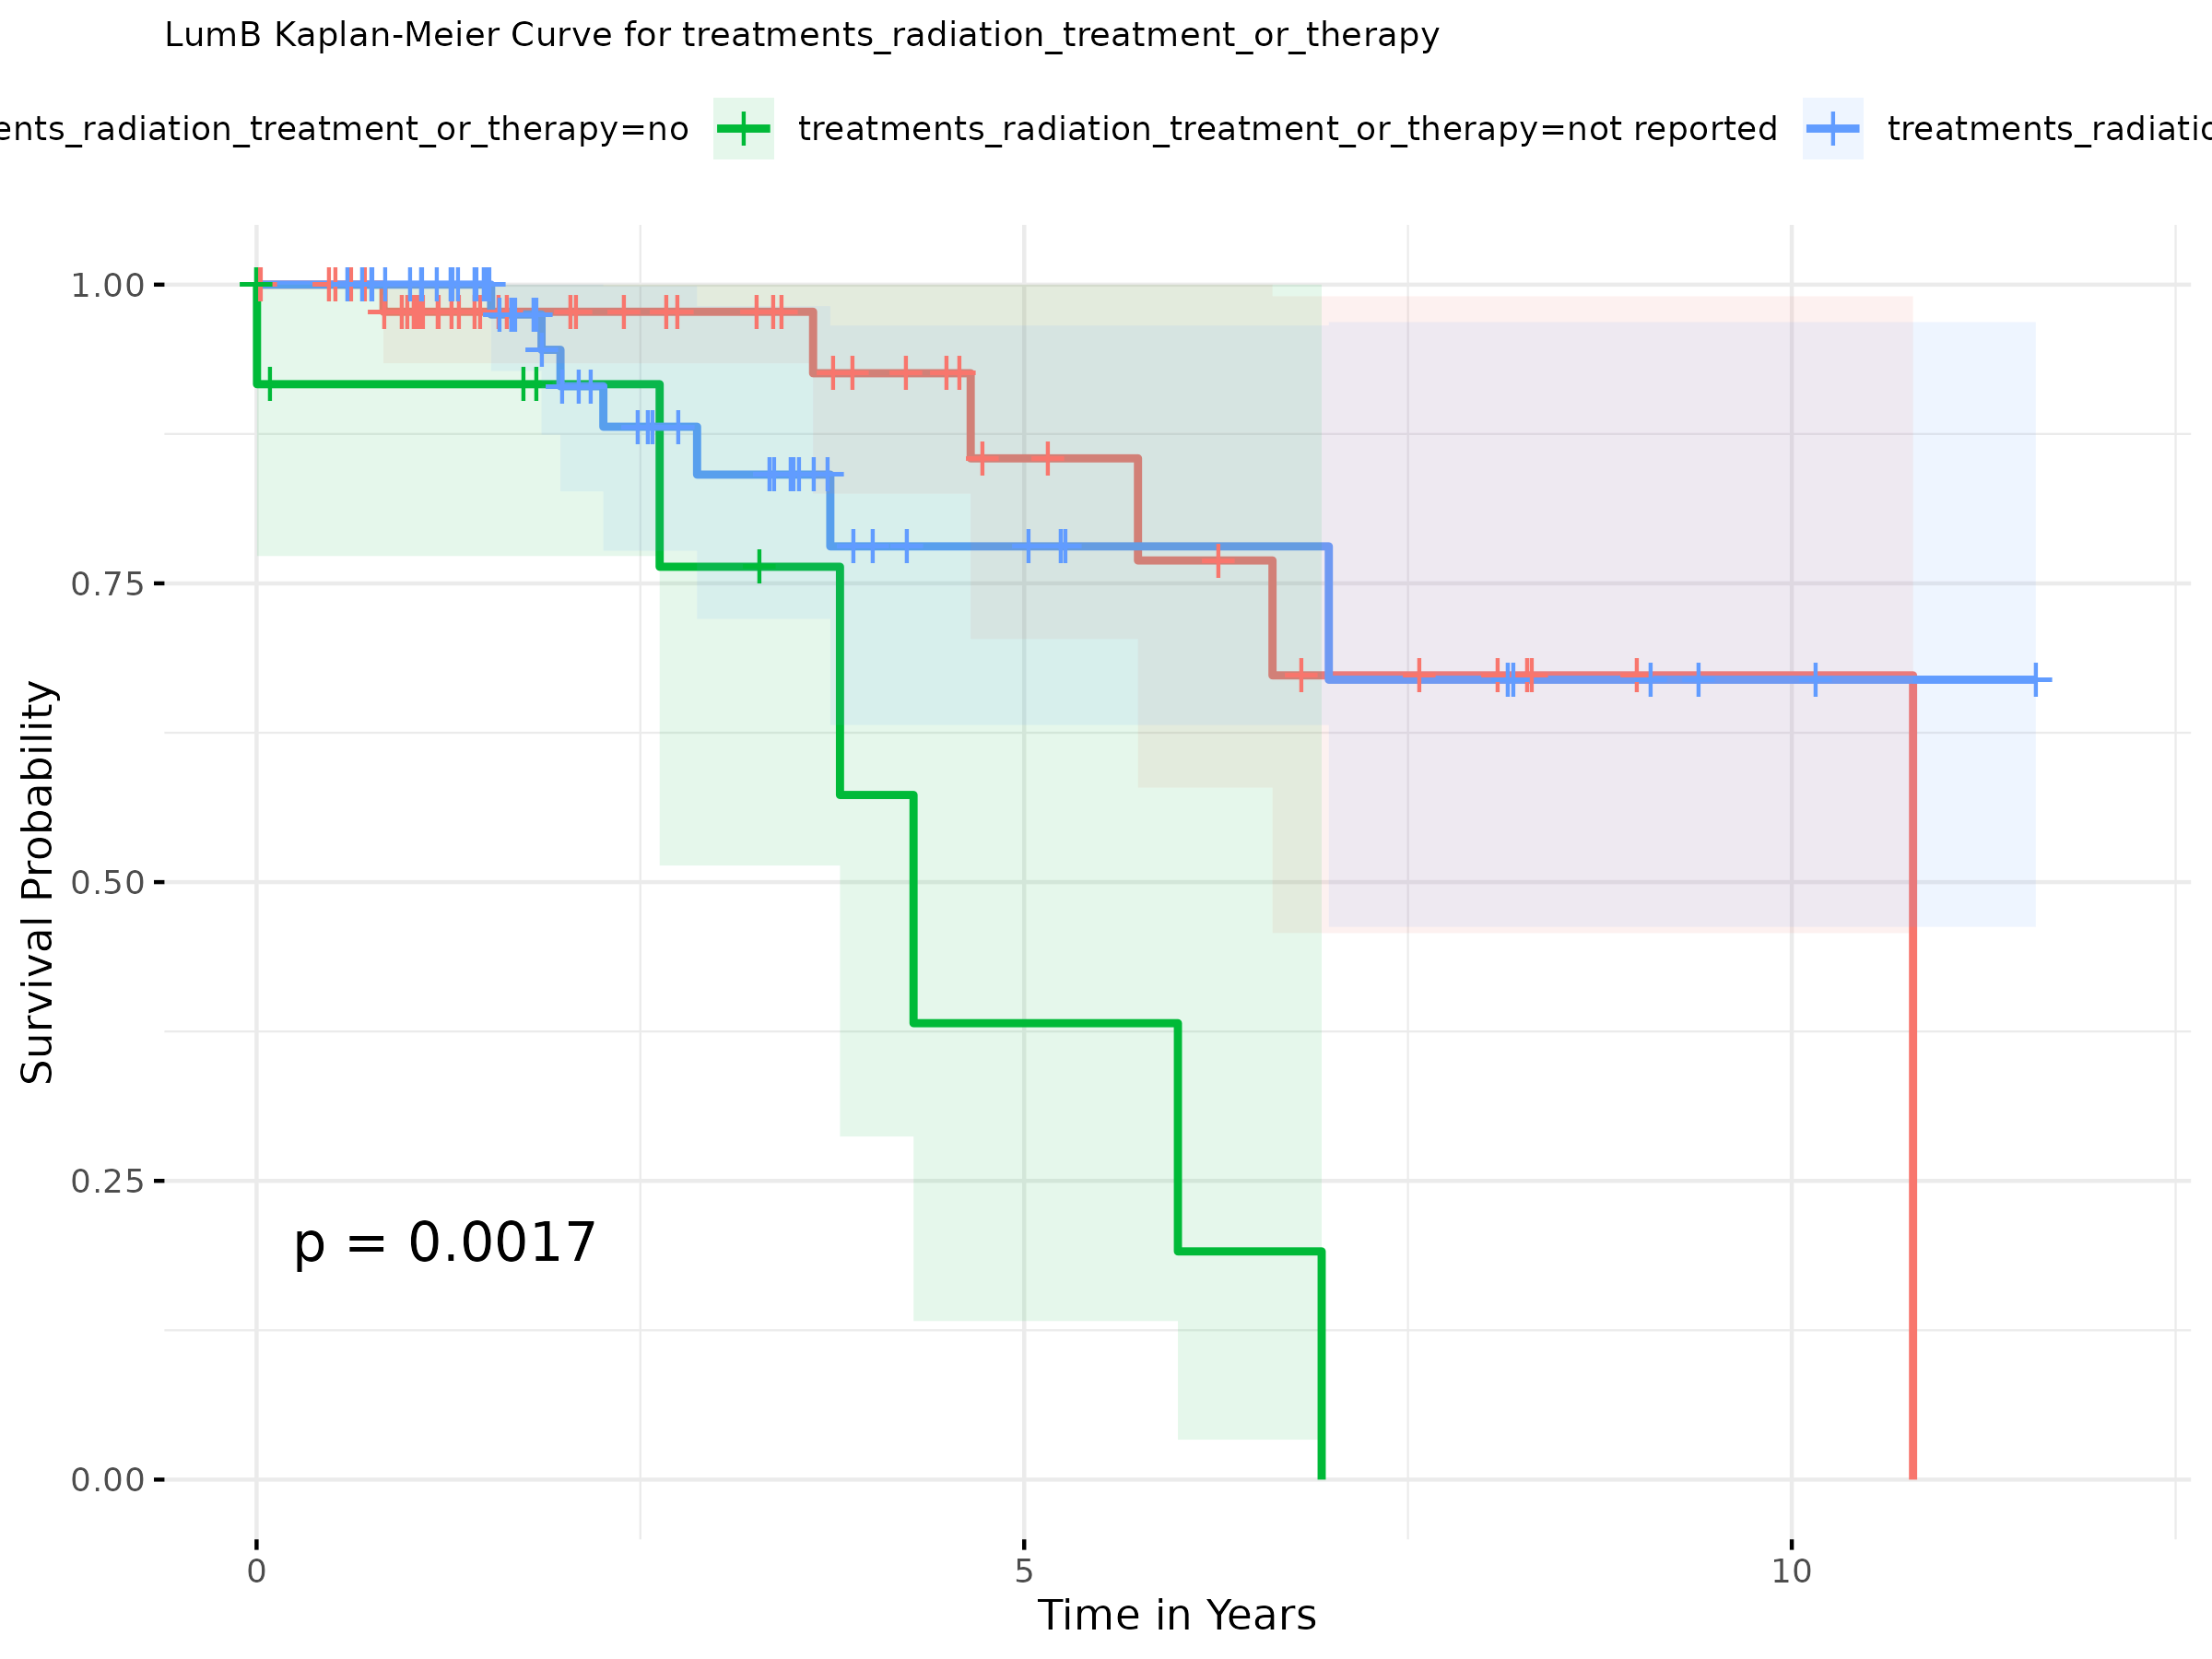 LumB Kaplan-Meier Curve for treatments_radiation_treatment_or_therapy
ents_radiation_treatment_or_therapy=no treatments_radiation_treatment_or_therapy=not reported treatments_radiatio
1.00
0.75
0.50
0.25
0.00
Survival Probability
p = 0.0017
0 5 10
Time in Years